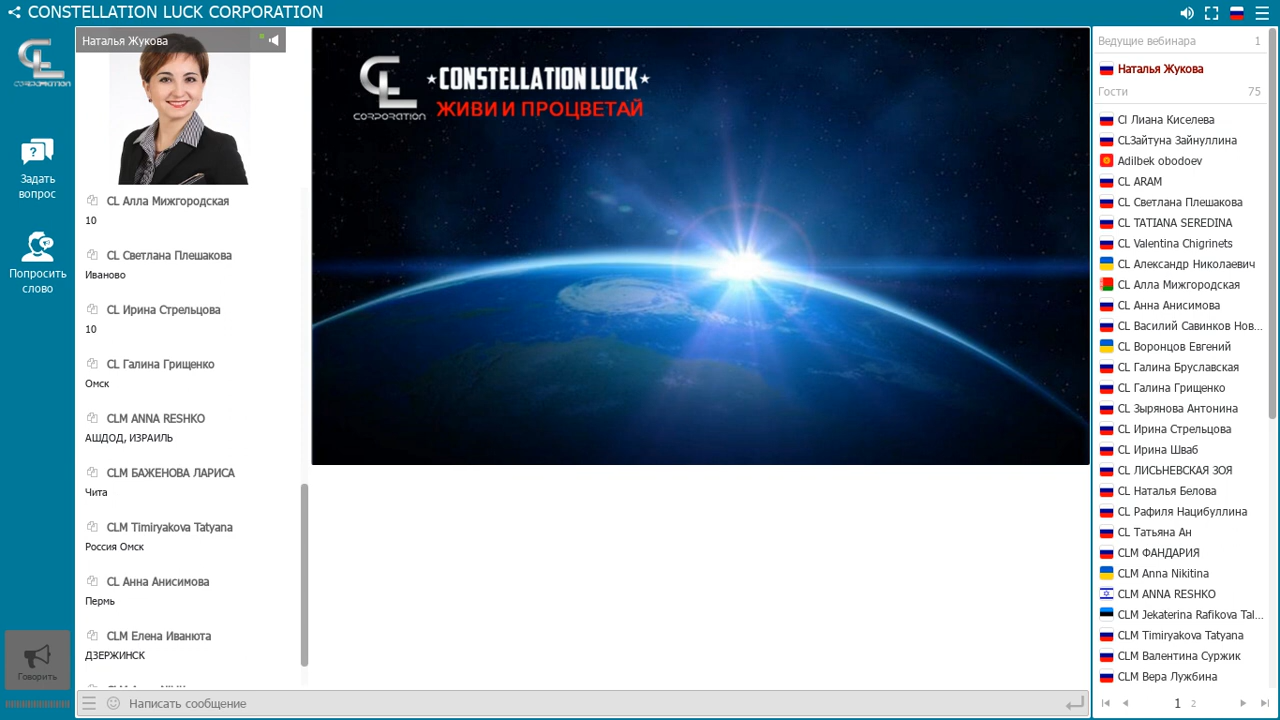 CONSTELLATION LUCK CORPORATION
CL
CORPORATION
Задать
вопрос
Попросить
слово
Говорить
Наталья Жукова
CL Алла Мижгородская
10
CL Светлана Плешакова
Иваново
CL Ирина Стрельцова
10
CL Галина Грищенко
Омск
CLM ANNA RESHKO
АШДОД, ИЗРАИЛЬ
CLM БАЖЕНОВА ЛАРИСА
Чита
CLM Timiryakova Tatyana
Россия Омск
CL Анна Анисимова
Пермь
CLM Елена Иванюта
ДЗЕРЖИНСК
Написать сообщение
CL
CORPORATION
CONSTELLATION LUCK
ЖИВИ И ПРОЦВЕТАЙ
Ведущие вебинара 1
Наталья Жукова
Гости 75
Cl Лиана Киселева
CLЗайтуна Зайнуллина
Adilbek obodoev
CL ARAM
CL Светлана Плешакова
CL TATIANA SEREDINA
CL Valentina Chigrinets
CL Александр Николаевич
CL Алла Мижгородская
CL Анна Анисимова
CL Василий Савинков Нов...
CL Воронцов Евгений
CL Галина Бруславская
CL Галина Грищенко
CL Зырянова Антонина
CL Ирина Стрельцова
CL Ирина Шваб
CL ЛИСЬНЕВСКАЯ ЗОЯ
CL Наталья Белова
CL Рафиля Нацибуллина
CL Татьяна Ан
CLM ФАНДАРИЯ
CLM Anna Nikitina
CLM ANNA RESHKO
CLM Jekaterina Rafikova Tal...
CLM Timiryakova Tatyana
CLM Валентина Суржик
CLM Вера Лужбина
1 2